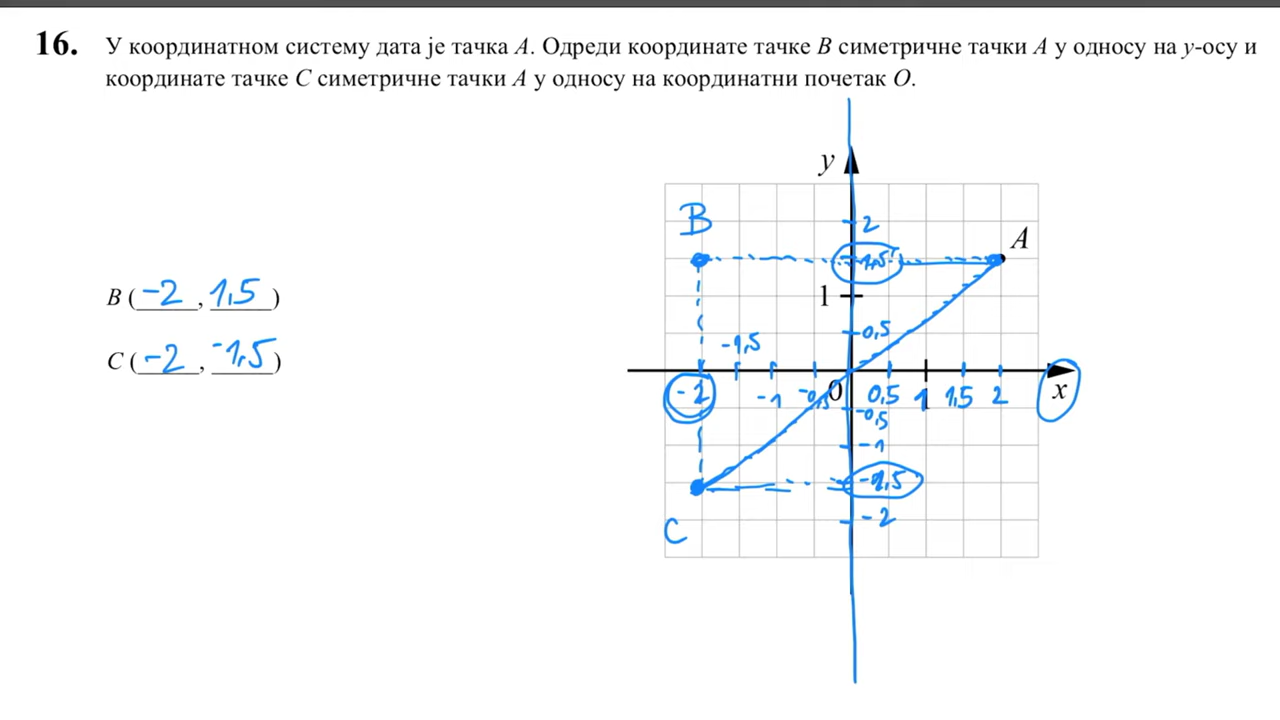 16. У координатном систему дата је тачка A. Одреди координате тачке B симетричне тачки A у односу на y-осу и
координате тачке C симетричне тачки A у односу на координатни почетак O.
y
B
2
A
1,5
B (-2, 1,5)
1
-1,5
0,5
C (-2, -1,5)
-2
-1
-0,5
0
0,5
1
1,5
2
x
-0,5
-1
-1,5
-2
C